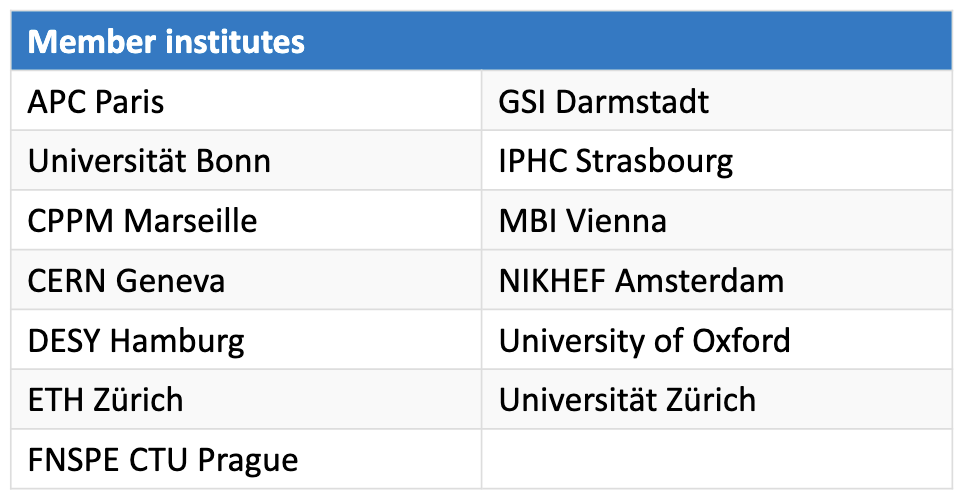 Member institutes
APC Paris
GSI Darmstadt
Universität Bonn
IPHC Strasbourg
CPPM Marseille
MBI Vienna
CERN Geneva
NIKHEF Amsterdam
DESY Hamburg
University of Oxford
ETH Zürich
Universität Zürich
FNSPE CTU Prague